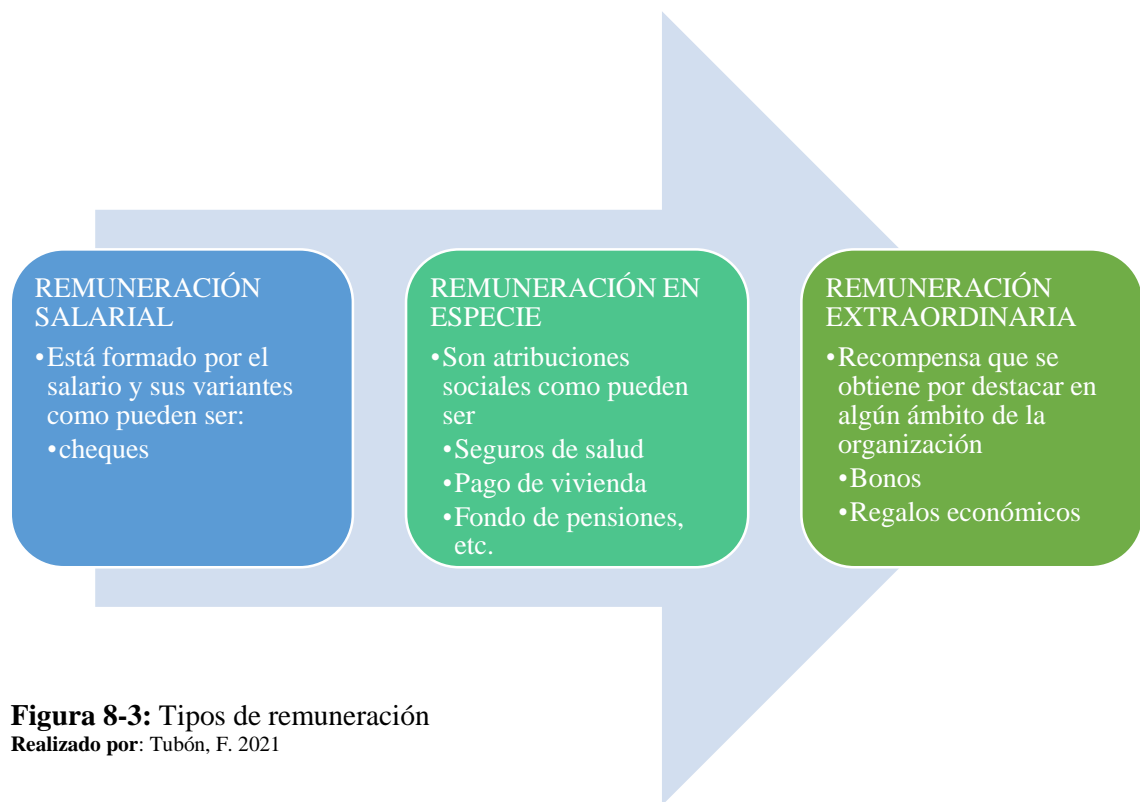 REMUNERACIÓN
SALARIAL
•Está formado por el
salario y sus variantes
como pueden ser:
•cheques
REMUNERACIÓN EN
ESPECIE
•Son atribuciones
sociales como pueden
ser
•Seguros de salud
•Pago de vivienda
•Fondo de pensiones,
etc.
REMUNERACIÓN
EXTRAORDINARIA
•Recompensa que se
obtiene por destacar en
algún ámbito de la
organización
•Bonos
•Regalos económicos
Figura 8-3: Tipos de remuneración
Realizado por: Tubón, F. 2021